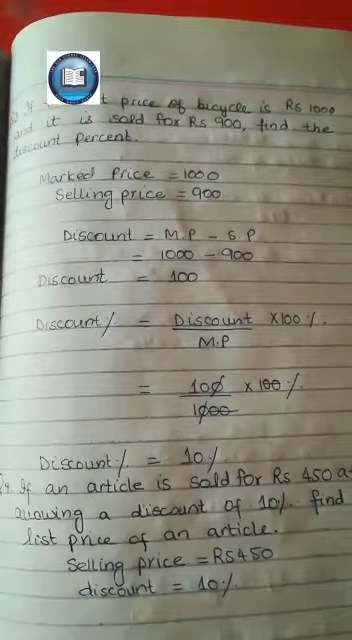 If t price of bicycle is Rs 1000
and it is sold for Rs 900, find the
discount percent.
Marked Price = 1000
Selling price = 900
Discount = M.P - S.P
= 1000 - 900
Discount = 100
Discount% = Discount X100%.
M.P
= 100 x 100%.
1000
Discount% = 10%
If an article is sold for Rs 450 a-
allowing a discount of 10%. find
list price of an article.
Selling price = RS450
discount = 10%.